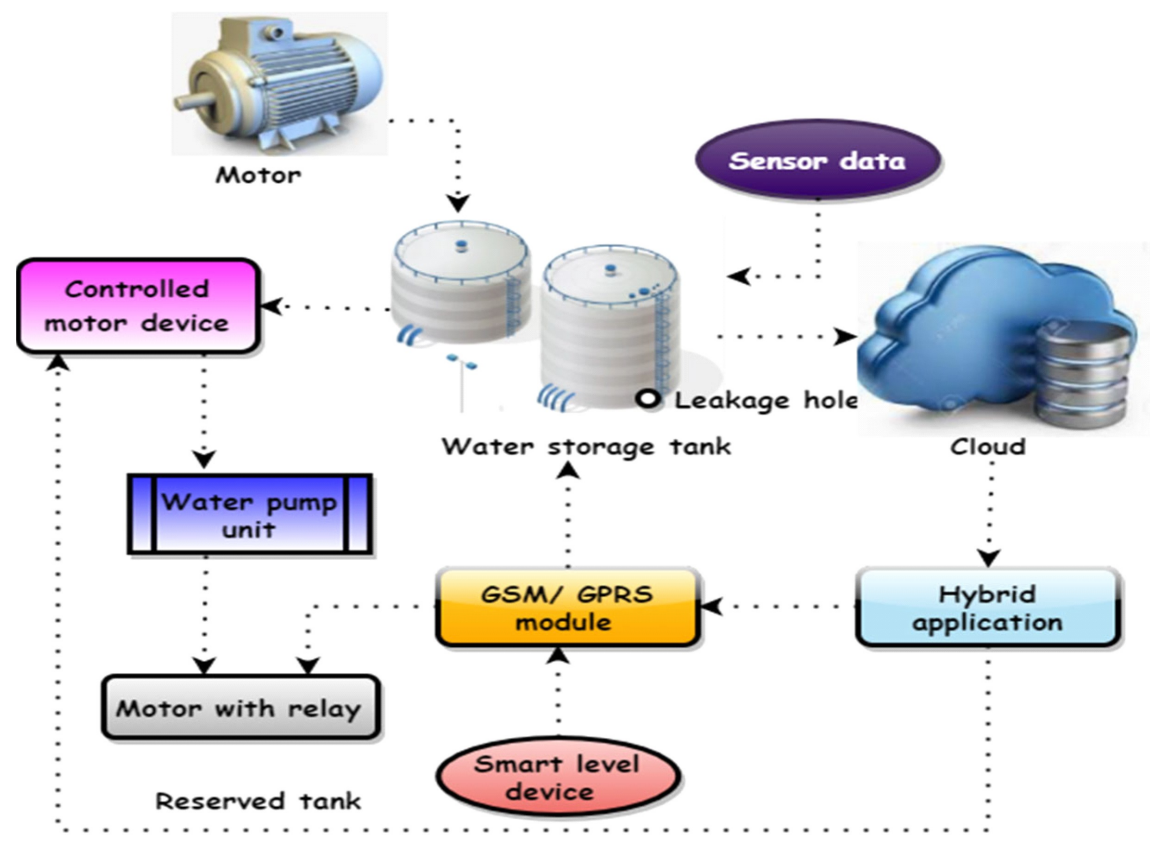 Motor
Sensor data
Controlled
motor device
Leakage hole
Water storage tank
Cloud
Water pump
unit
GSM/ GPRS
module
Hybrid
application
Motor with relay
Smart level
device
Reserved tank